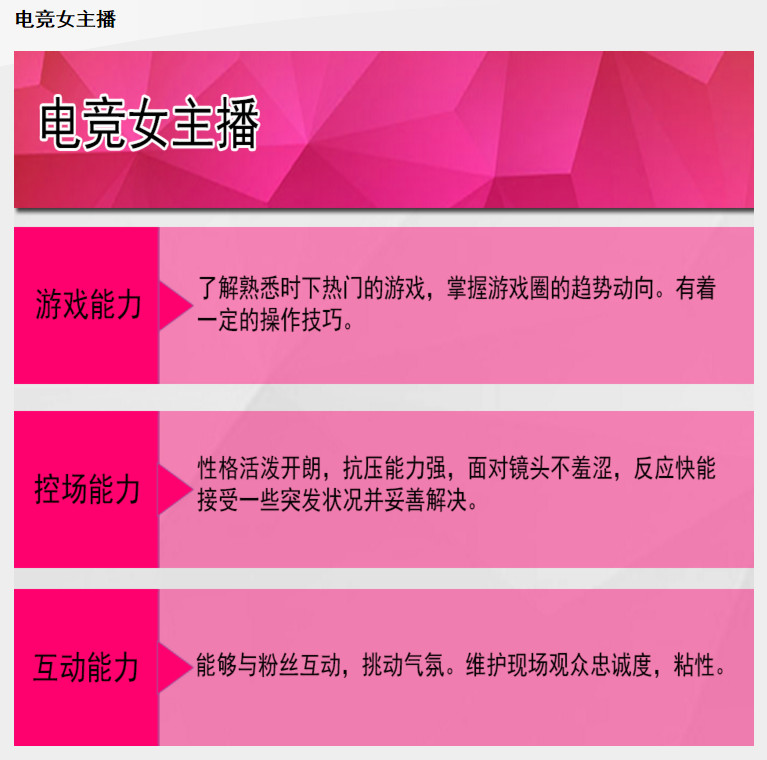 电竞女主播
电竞女主播
游戏能力
了解熟悉时下热门的游戏，掌握游戏圈的趋势动向。有着
一定的操作技巧。
控场能力
性格活泼开朗，抗压能力强，面对镜头不羞涩，反应快能
接受一些突发状况并妥善解决。
互动能力
能够与粉丝互动，挑动气氛。维护现场观众忠诚度，粘性。